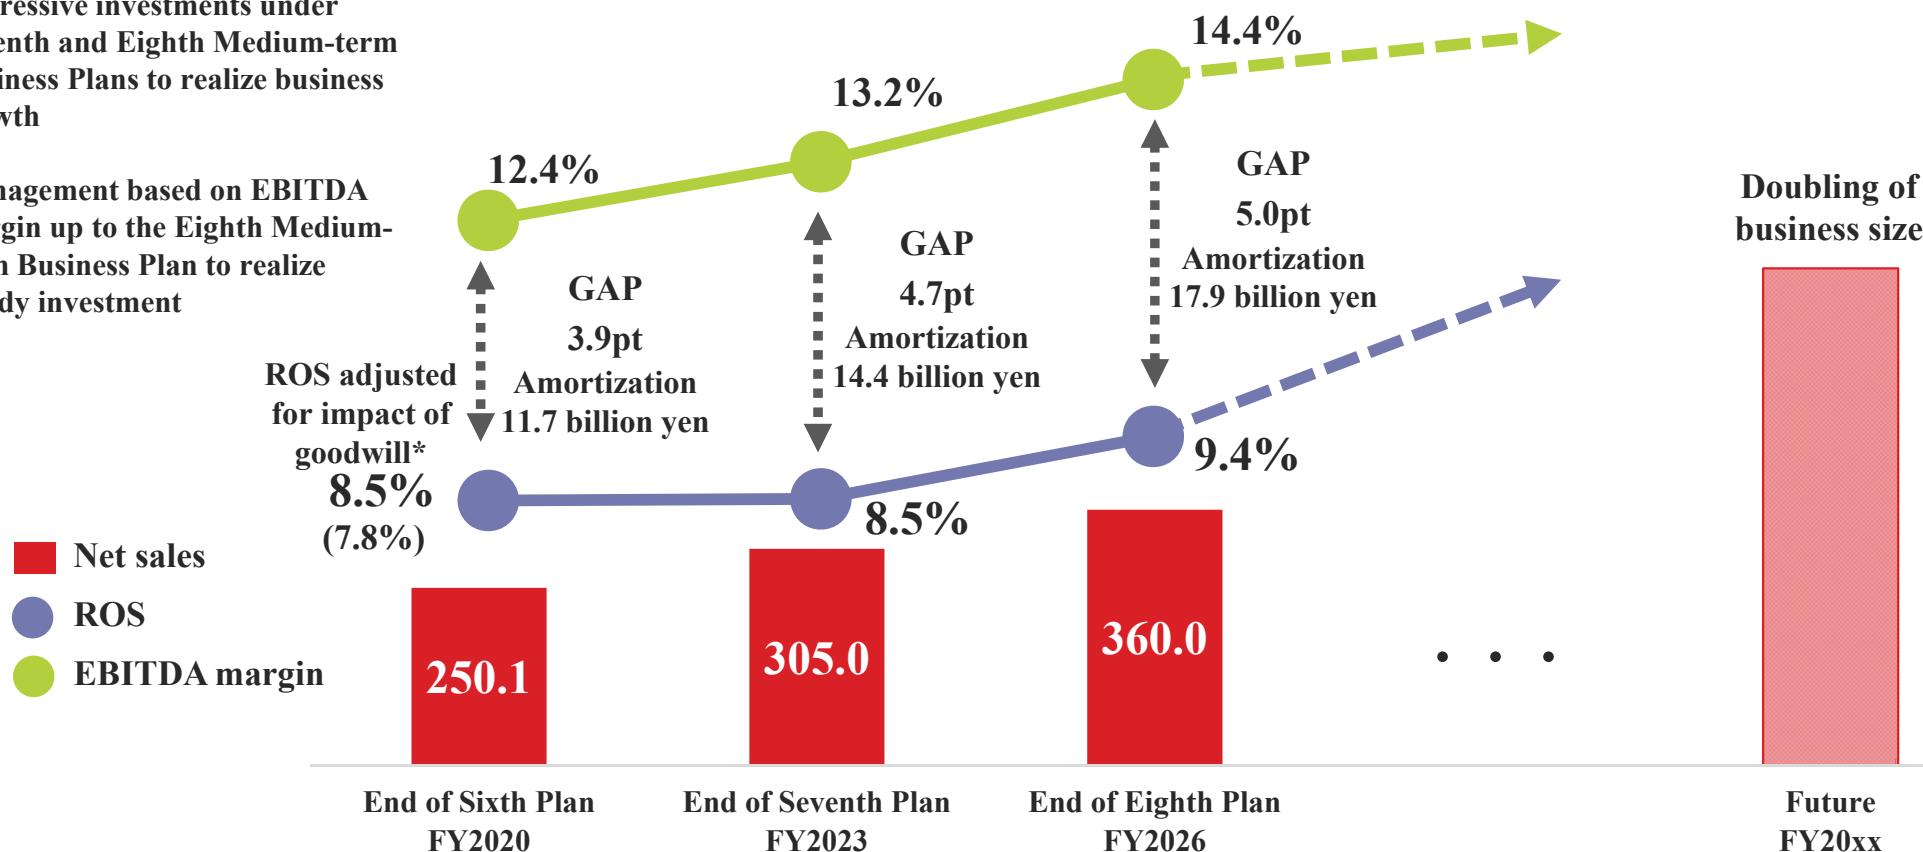 ressive investments under
enth and Eighth Medium-term
iness Plans to realize business
wth
nagement based on EBITDA
rgin up to the Eighth Medium-
m Business Plan to realize
dy investment
12.4%
13.2%
14.4%
GAP
3.9pt
Amortization
11.7 billion yen
GAP
4.7pt
Amortization
14.4 billion yen
GAP
5.0pt
Amortization
17.9 billion yen
Doubling of
business size
ROS adjusted
for impact of
goodwill*
8.5%
(7.8%)
8.5%
9.4%
Net sales
ROS
EBITDA margin
250.1
305.0
360.0
. . .
End of Sixth Plan
FY2020
End of Seventh Plan
FY2023
End of Eighth Plan
FY2026
Future
FY20xx